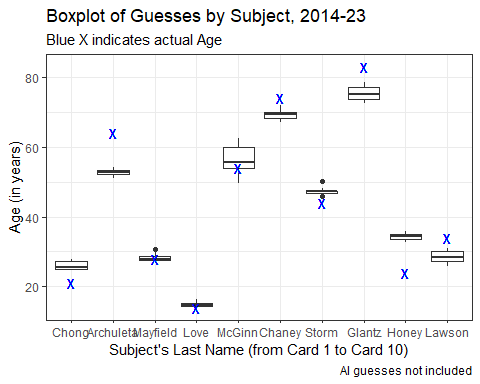 Boxplot of Guesses by Subject, 2014-23
Blue X indicates actual Age
Age (in years)
80
60
40
20
X X X X X X X X X X
Chong Archuleta Mayfield Love McGinn Chaney Storm Glantz Honey Lawson
Subject's Last Name (from Card 1 to Card 10)
AI guesses not included